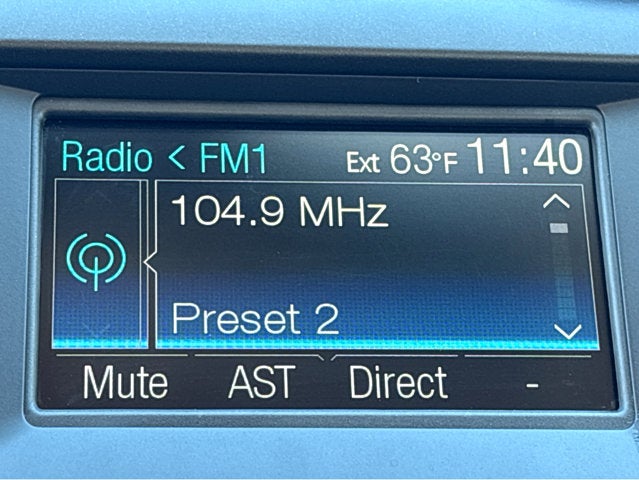 Radio < FM1 Ext 63°F 11:40
104.9 MHz
Preset 2
Mute AST Direct -